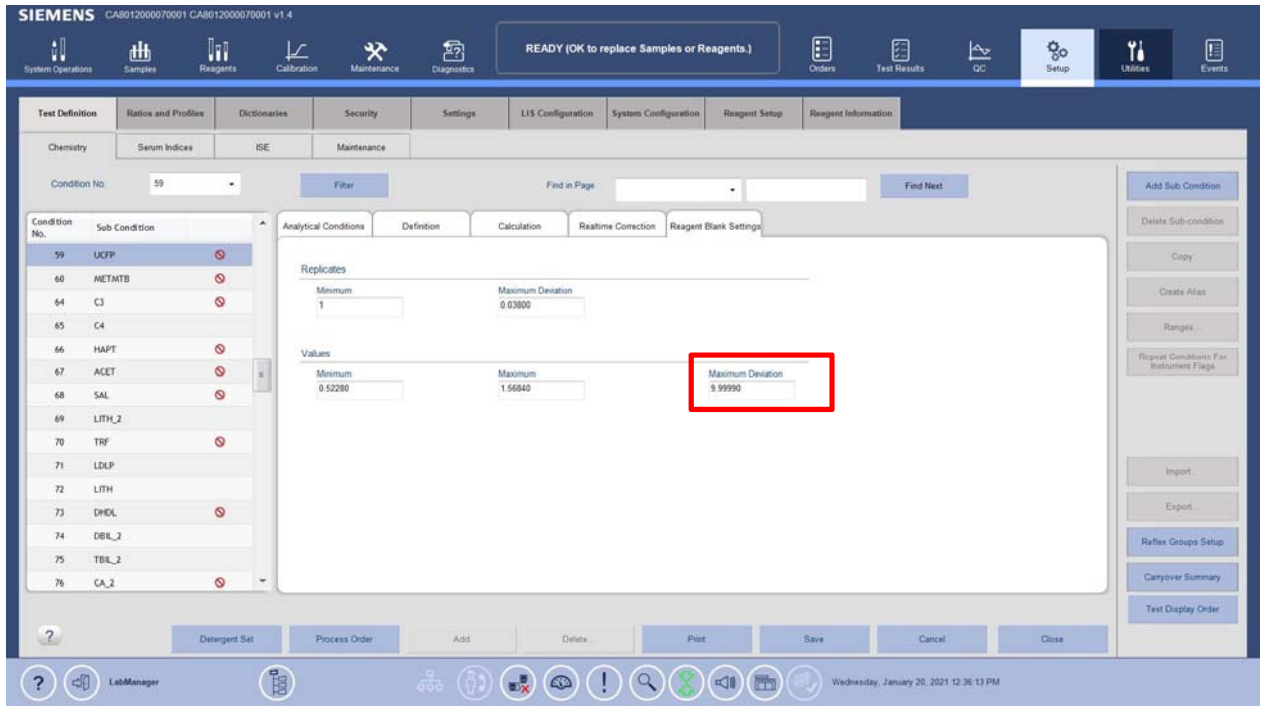 SIEMENS CA8012000070001 CA8012000070001 v1.4
System Operations
Samples
Reagents
Calibration
Maintenance
Diagnostics
READY (OK to replace Samples or Reagents.)
Orders
Test Results
QC
Setup
Utilities
Events
Test Definition
Ratios and Profiles
Dictionaries
Security
Settings
LIS Configuration
System Configuration
Reagent Setup
Reagent Information
Chemistry
Serum Indices
ISE
Maintenance
Condition No. 59
Filter
Find in Page
Find Next
Condition No.
Sub Condition
59 UCFP
60 METMTB
64 C3
65 C4
66 HAPT
67 ACET
68 SAL
69 LITH_2
70 TRF
71 LDLP
72 LITH
73 DHDL
74 DBIL_2
75 TBIL_2
76 CA_2
Analytical Conditions
Definition
Calculation
Realtime Correction
Reagent Blank Settings
Replicates
Minimum
1
Maximum Deviation
0.03800
Values
Minimum
0.52280
Maximum
1.56840
Maximum Deviation
9.99990
Add Sub Condition
Delete Sub-condition
Copy
Create Alias
Ranges...
Repeat Conditions For
Instrument Flags
Import...
Export...
Reflex Groups Setup
Carryover Summary
Test Display Order
?
Detergent Set
Process Order
Add
Delete...
Print
Save
Cancel
Close
?
LabManager
!
Wednesday, January 20, 2021 12:36:13 PM